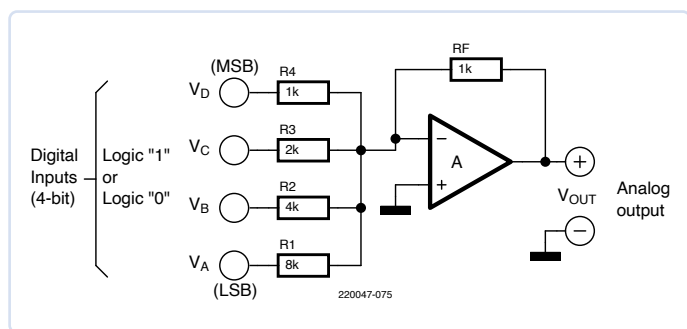 (MSB)
VD
R4
1k
VC
R3
2k
VB
R2
4k
VA
R1
8k
(LSB)
Digital
Inputs
(4-bit)
Logic "1"
or
Logic "0"
RF
1k
−
+
A
+
VOUT
−
Analog
output
220047-075